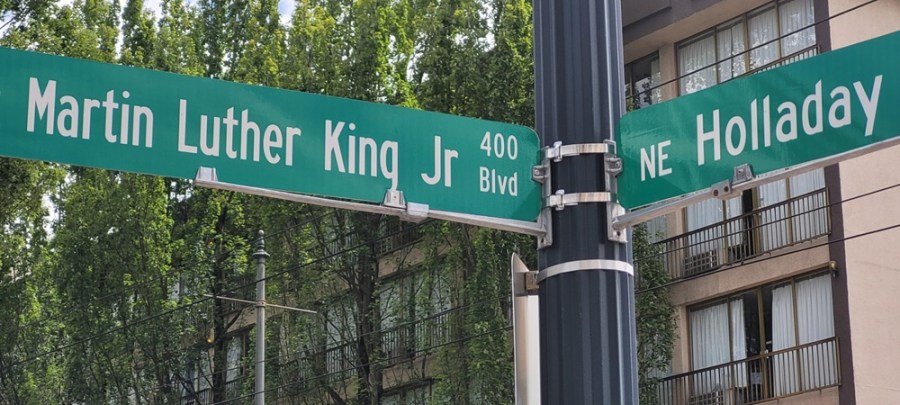 Martin Luther King Jr 400 Blvd
NE Holladay